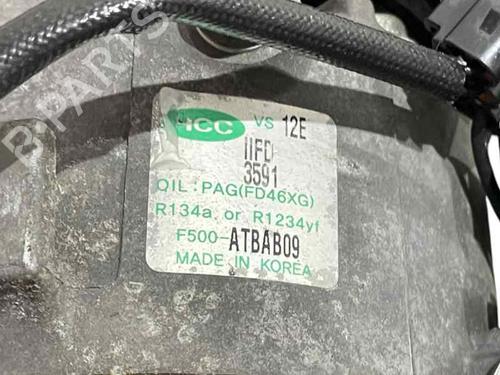 B-PARTS
HCC VS 12E
IIFD
3591
OIL : PAG(FD46XG)
R134a or R1234yf
F500-ATBAB09
MADE IN KOREA